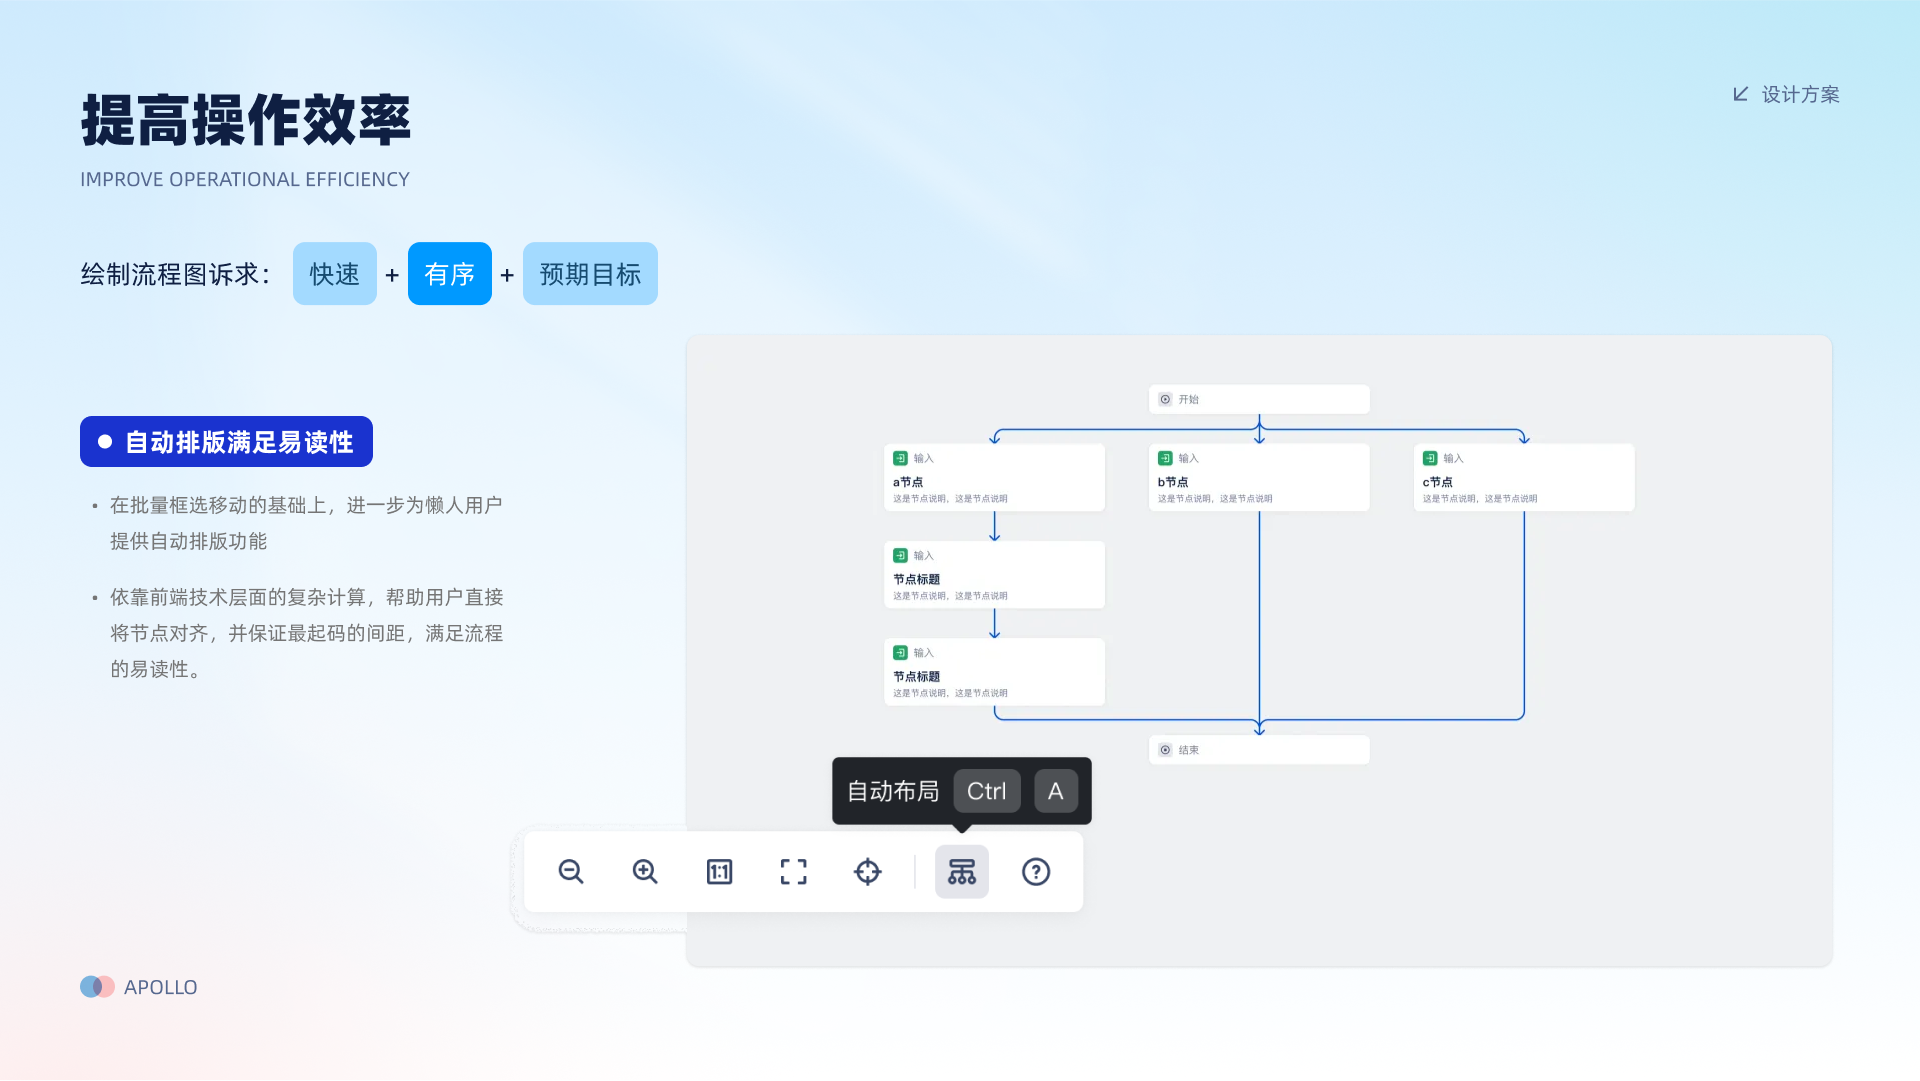 提高操作效率
IMPROVE OPERATIONAL EFFICIENCY
设计方案
绘制流程图诉求： 快速 + 有序 + 预期目标
自动排版满足易读性
• 在批量框选移动的基础上，进一步为懒人用户
提供自动排版功能
• 依靠前端技术层面的复杂计算，帮助用户直接
将节点对齐，并保证最起码的间距，满足流程
的易读性。
开始
输入
a节点
这是节点说明，这是节点说明
输入
b节点
这是节点说明，这是节点说明
输入
c节点
这是节点说明，这是节点说明
输入
节点标题
这是节点说明，这是节点说明
输入
节点标题
这是节点说明，这是节点说明
结束
自动布局 Ctrl A
1:1
?
APOLLO